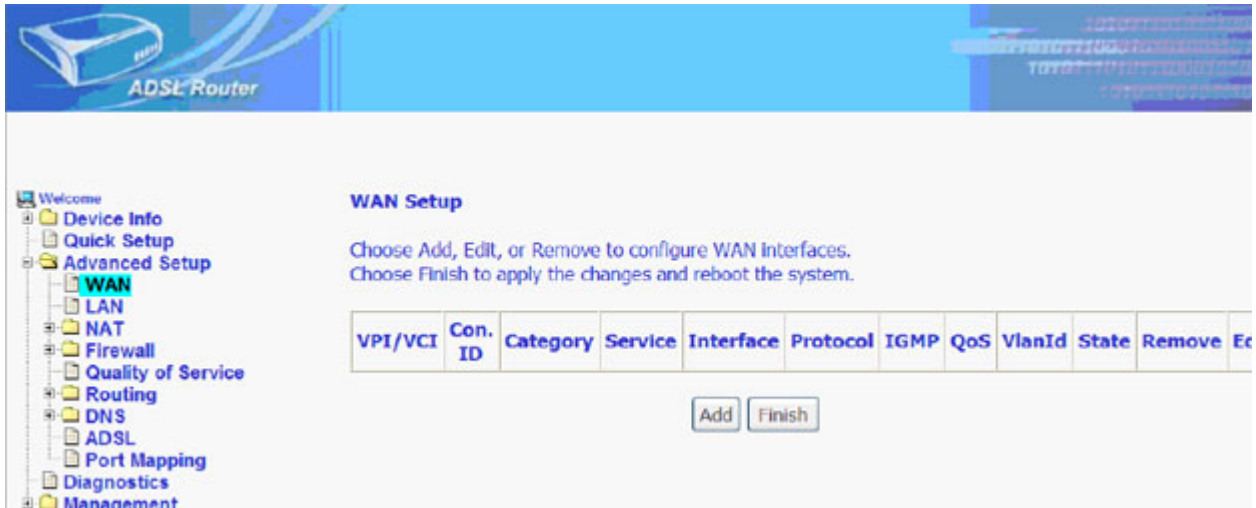 ADSL Router
Welcome
Device Info
Quick Setup
Advanced Setup
WAN
LAN
NAT
Firewall
Quality of Service
Routing
DNS
ADSL
Port Mapping
Diagnostics
Management
WAN Setup
Choose Add, Edit, or Remove to configure WAN interfaces.
Choose Finish to apply the changes and reboot the system.
VPI/VCI Con. ID Category Service Interface Protocol IGMP QoS VlanId State Remove
Add Finish